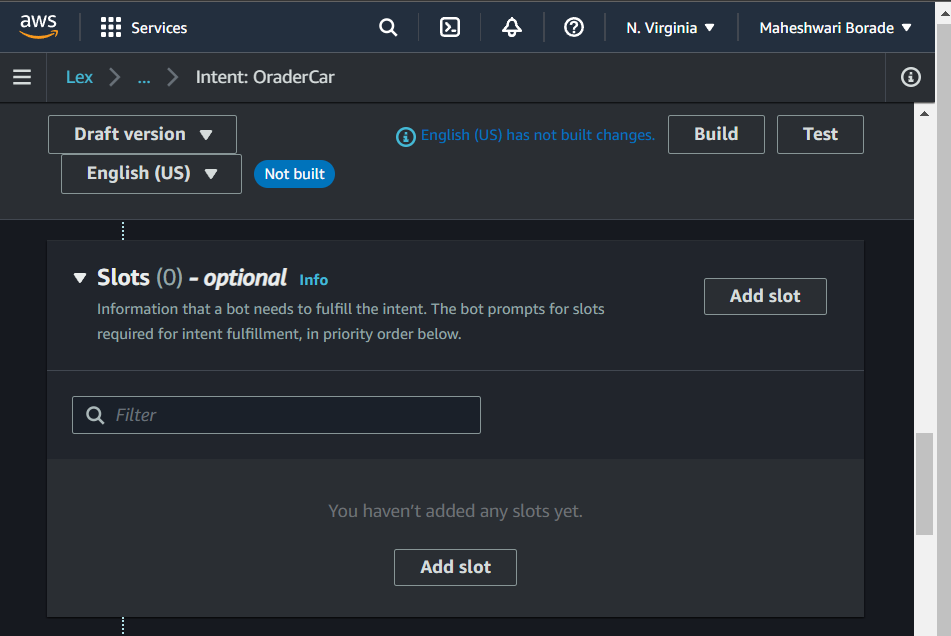 aws
Services
N. Virginia
Maheshwari Borade
Lex
...
Intent: OraderCar
Draft version
English (US) has not built changes.
Build
Test
English (US)
Not built
Slots (0) - optional Info
Information that a bot needs to fulfill the intent. The bot prompts for slots
required for intent fulfillment, in priority order below.
Add slot
Filter
You haven’t added any slots yet.
Add slot